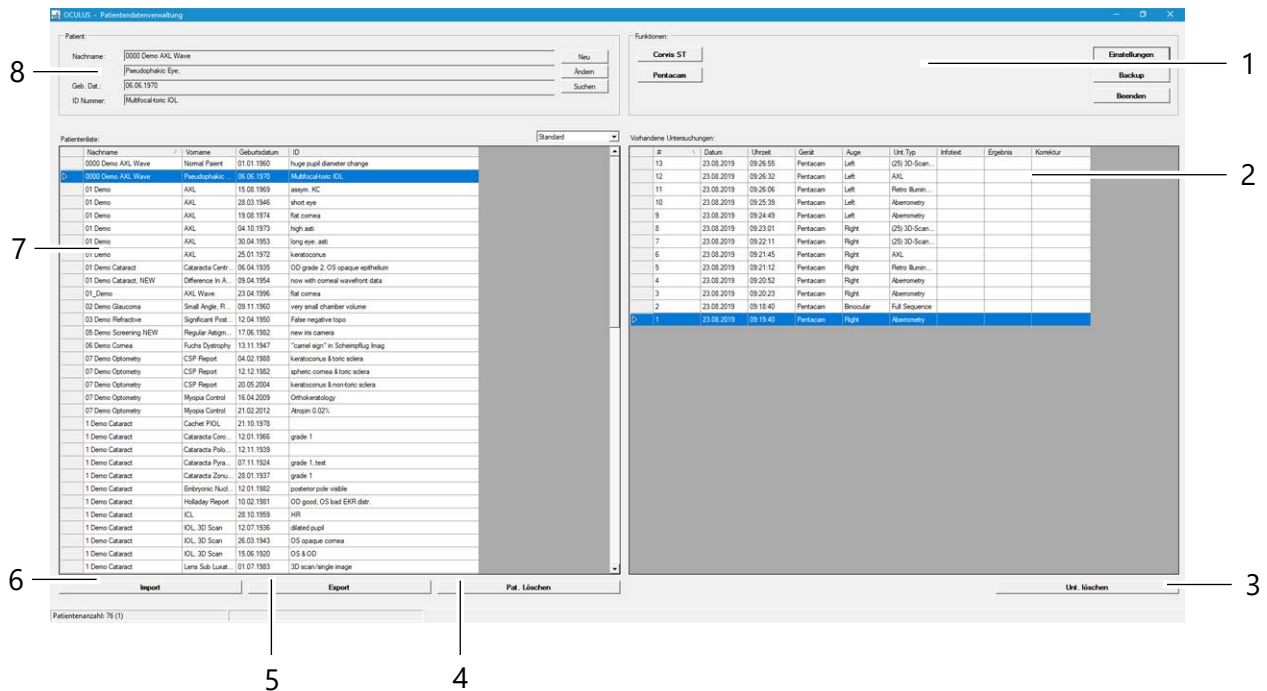 OCULUS - Patientendatenverwaltung
Patient:
Nachname: 0000 Demo AXL Wave Neu
Pseudophakic Eye, Ändern
Geb. Dat.: 06.06.1970 Suchen
ID Nummer: Multifocal-toric IOL
Funktionen:
Corvis ST Einstellungen
Pentacam Backup
Beenden
8
1
Patientenliste: Standard
Nachname Vorname Geburtsdatum ID
0000 Demo AXL Wave Normal Paient 01.01.1960 huge pupil diameter change
0000 Demo AXL Wave Pseudophakic ... 06.06.1970 Multifocal-toric IOL
01 Demo AXL 15.08.1969 assym. KC
01 Demo AXL 28.03.1946 short eye
01 Demo AXL 19.08.1974 flat cornea
01 Demo AXL 04.10.1973 high asti
01 Demo AXL 30.04.1953 long eye, asti
01 Demo AXL 25.01.1972 keratoconus
01 Demo Cataract Cataracta Centr... 06.04.1935 OD grade 2, OS opaque epithelium
01 Demo Cataract, NEW Difference In A... 09.04.1954 now with corneal wavefront data
01_Demo AXL Wave 23.04.1996 flat cornea
02 Demo Glaucoma Small Angle, R... 09.11.1960 very small chamber volume
03 Demo Refractive Significant Post... 12.04.1950 False negative topo
05 Demo Screening NEW Regular Astigm... 17.06.1982 new iris camera
06 Demo Cornea Fuchs Dystrophy 13.11.1947 "camel sign" in Scheimpflug Imag
07 Demo Optometry CSP Report 04.02.1988 keratoconus & toric sclera
07 Demo Optometry CSP Report 12.12.1982 spheric cornea & toric sclera
07 Demo Optometry CSP Report 20.05.2004 keratoconus & non-toric sclera
07 Demo Optometry Myopia Control 16.04.2009 Orthokeratology
07 Demo Optometry Myopia Control 21.02.2012 Atropin 0.02%
1 Demo Cataract Cachet PIOL 21.10.1978
1 Demo Cataract Cataracta Coro... 12.01.1966 grade 1
1 Demo Cataract Cataracta Polo... 12.11.1939
1 Demo Cataract Cataracta Pyra... 07.11.1924 grade 1, test
1 Demo Cataract Cataracta Zonu... 28.01.1937 grade 1
1 Demo Cataract Embryonic Nucl... 12.01.1982 posterior pole visible
1 Demo Cataract Holladay Report 10.02.1981 OD good, OS bad EKR distr.
1 Demo Cataract ICL 28.10.1959 HR
1 Demo Cataract IOL, 3D Scan 12.07.1936 dilated pupil
1 Demo Cataract IOL, 3D Scan 26.03.1943 OS opaque cornea
1 Demo Cataract IOL, 3D Scan 15.06.1920 OS & OD
1 Demo Cataract Lens Sub Luxat... 01.07.1983 3D scan/single image
7
Vorhandene Untersuchungen:
# Datum Uhrzeit Gerät Auge Unt.Typ Infotext Ergebnis Korrektur
13 23.08.2019 09:26:55 Pentacam Left (25) 3D-Scan...
12 23.08.2019 09:26:32 Pentacam Left AXL
11 23.08.2019 09:26:06 Pentacam Left Retro Illumin...
10 23.08.2019 09:25:39 Pentacam Left Aberrometry
9 23.08.2019 09:24:49 Pentacam Left Aberrometry
8 23.08.2019 09:23:01 Pentacam Right (25) 3D-Scan...
7 23.08.2019 09:22:11 Pentacam Right (25) 3D-Scan...
6 23.08.2019 09:21:45 Pentacam Right AXL
5 23.08.2019 09:21:12 Pentacam Right Retro Illumin...
4 23.08.2019 09:20:52 Pentacam Right Aberrometry
3 23.08.2019 09:20:23 Pentacam Right Aberrometry
2 23.08.2019 09:18:40 Pentacam Binocular Full Sequence
1 23.08.2019 09:19:40 Pentacam Right Aberrometry
2
6
Import Export Pat. Löschen Unt. löschen
3
Patientenanzahl: 76 (1)
5
4